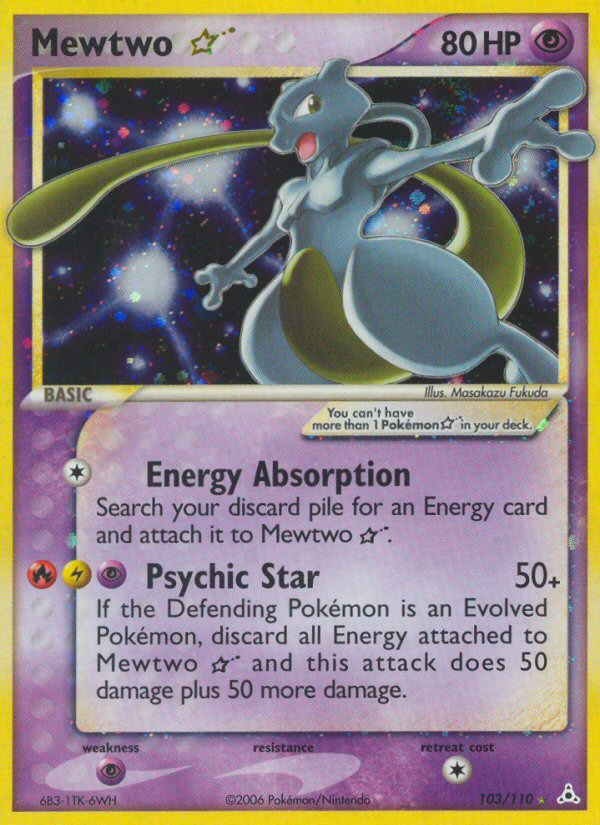 Mewtwo ☆
80 HP
BASIC
Illus. Masakazu Fukuda
You can't have
more than 1 Pokémon ☆ in your deck.
Energy Absorption
Search your discard pile for an Energy card
and attach it to Mewtwo ☆.
Psychic Star 50+
If the Defending Pokémon is an Evolved
Pokémon, discard all Energy attached to
Mewtwo ☆ and this attack does 50
damage plus 50 more damage.
weakness resistance retreat cost
6B3-1TK-6WH ©2006 Pokémon/Nintendo 103/110 ★